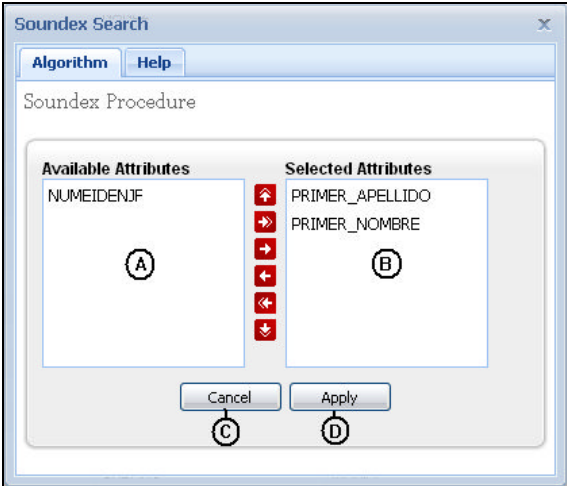 Soundex Search x
Algorithm Help
Soundex Procedure
Available Attributes Selected Attributes
NUMEIDENJF PRIMER_APELLIDO
PRIMER_NOMBRE
A B
Cancel Apply
C D